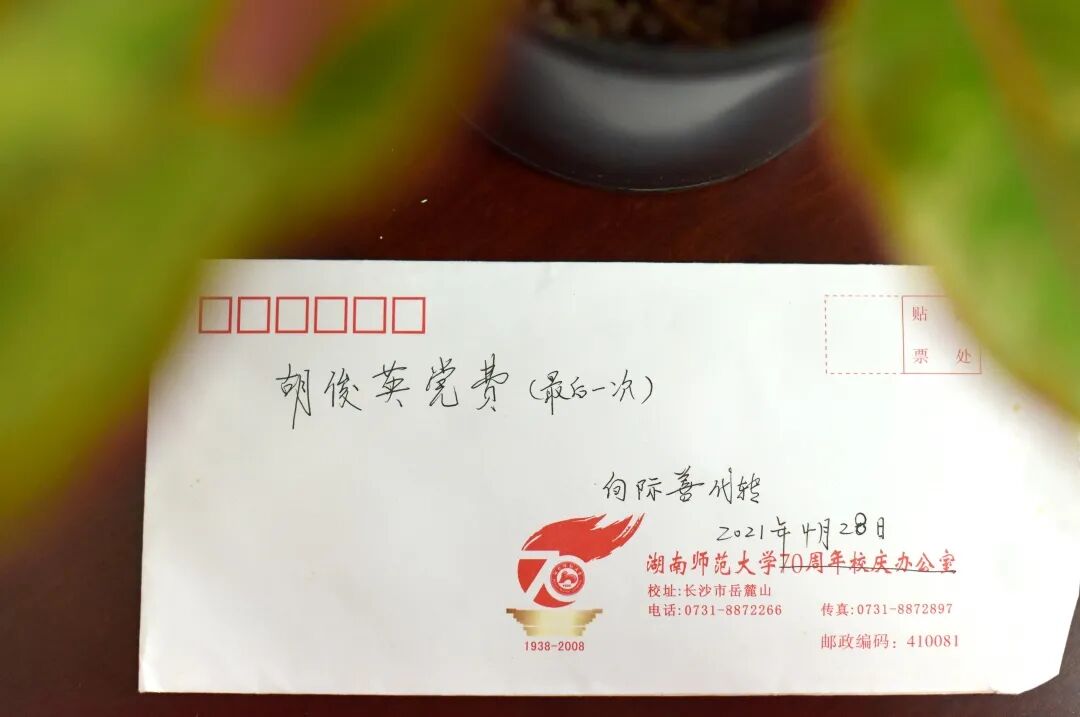 贴
票 处
胡俊英党费(最后一次)
向际善代转
2021年4月28日
70
湖南师范大学70周年校庆办公室
校址:长沙市岳麓山
电话:0731-8872266 传真:0731-8872897
邮政编码:410081
1938-2008